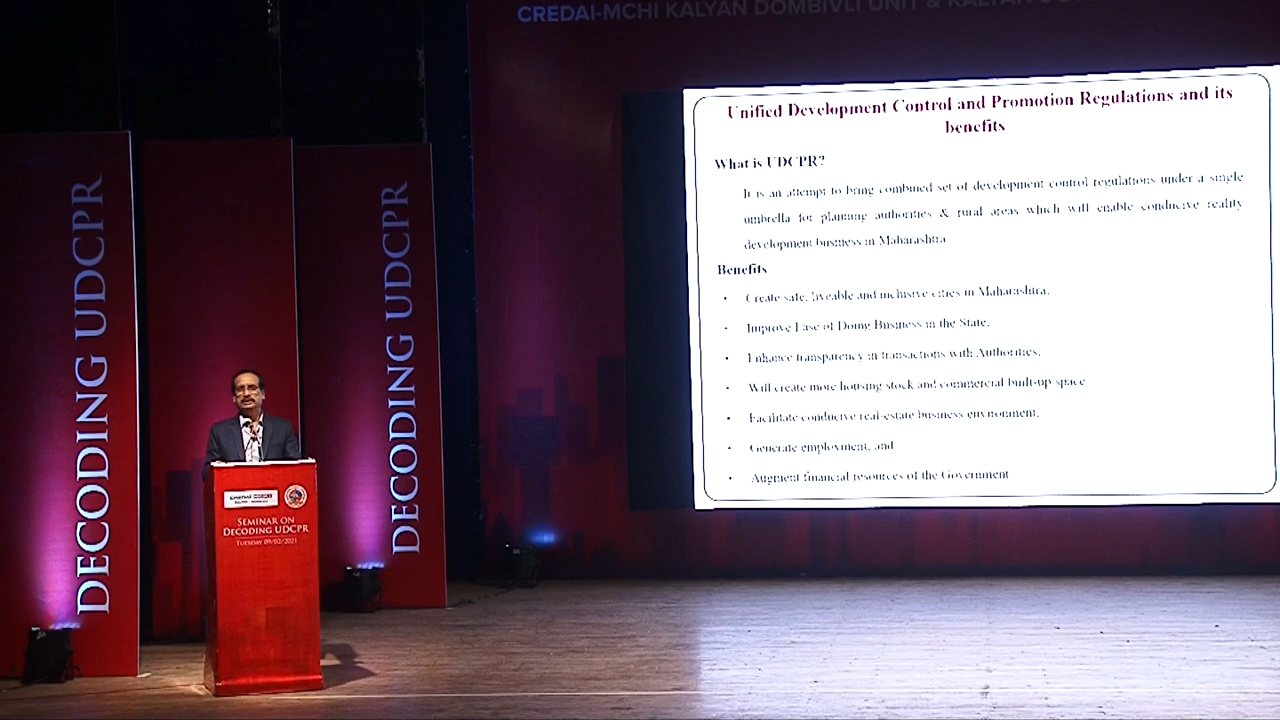 CREDAI-MCHI KALYAN DOMBIVLI UNIT & KALYAN
Unified Development Control and Promotion Regulations and its
benefits
What is UDCPR?
It is an attempt to bring combined set of development control regulations under a single
umbrella for planning authorities & rural areas which will enable conducive reality
development business in Maharashtra
Benefits
• Create safe, liveable and inclusive cities in Maharashtra,
• Improve Ease of Doing Business in the State,
• Enhance transparency in transactions with Authorities,
• Will create more housing stock and commercial built-up space
• Facilitate conducive real-estate business environment,
• Generate employment, and
• Augment financial resources of the Government
DECODING UDCPR
DECODING UDCPR
CREDAI MCHI
SEMINAR ON
DECODING UDCPR
TUESDAY 09/02/2021